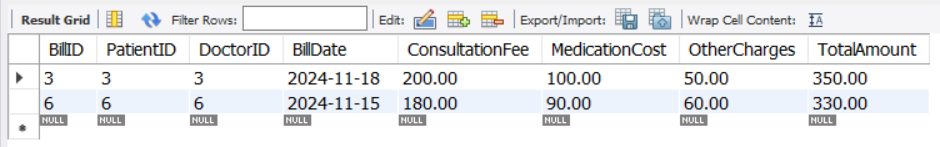 Result Grid Filter Rows: Edit: Export/Import: Wrap Cell Content:
BillID PatientID DoctorID BillDate ConsultationFee MedicationCost OtherCharges TotalAmount
3 3 3 2024-11-18 200.00 100.00 50.00 350.00
6 6 6 2024-11-15 180.00 90.00 60.00 330.00
NULL NULL NULL NULL NULL NULL NULL NULL